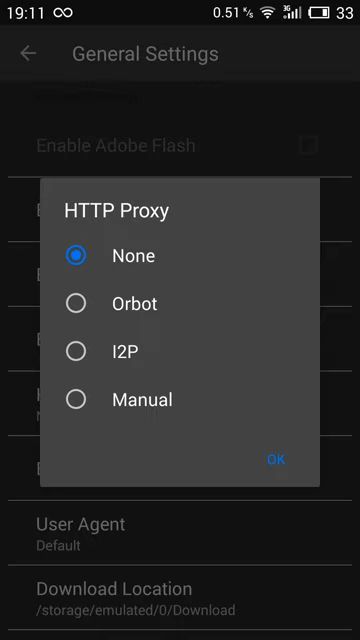 19:11 0.51 K/s 3G 33
General Settings
Enable Adobe Flash
HTTP Proxy
None
Orbot
I2P
Manual
OK
User Agent
Default
Download Location
/storage/emulated/0/Download